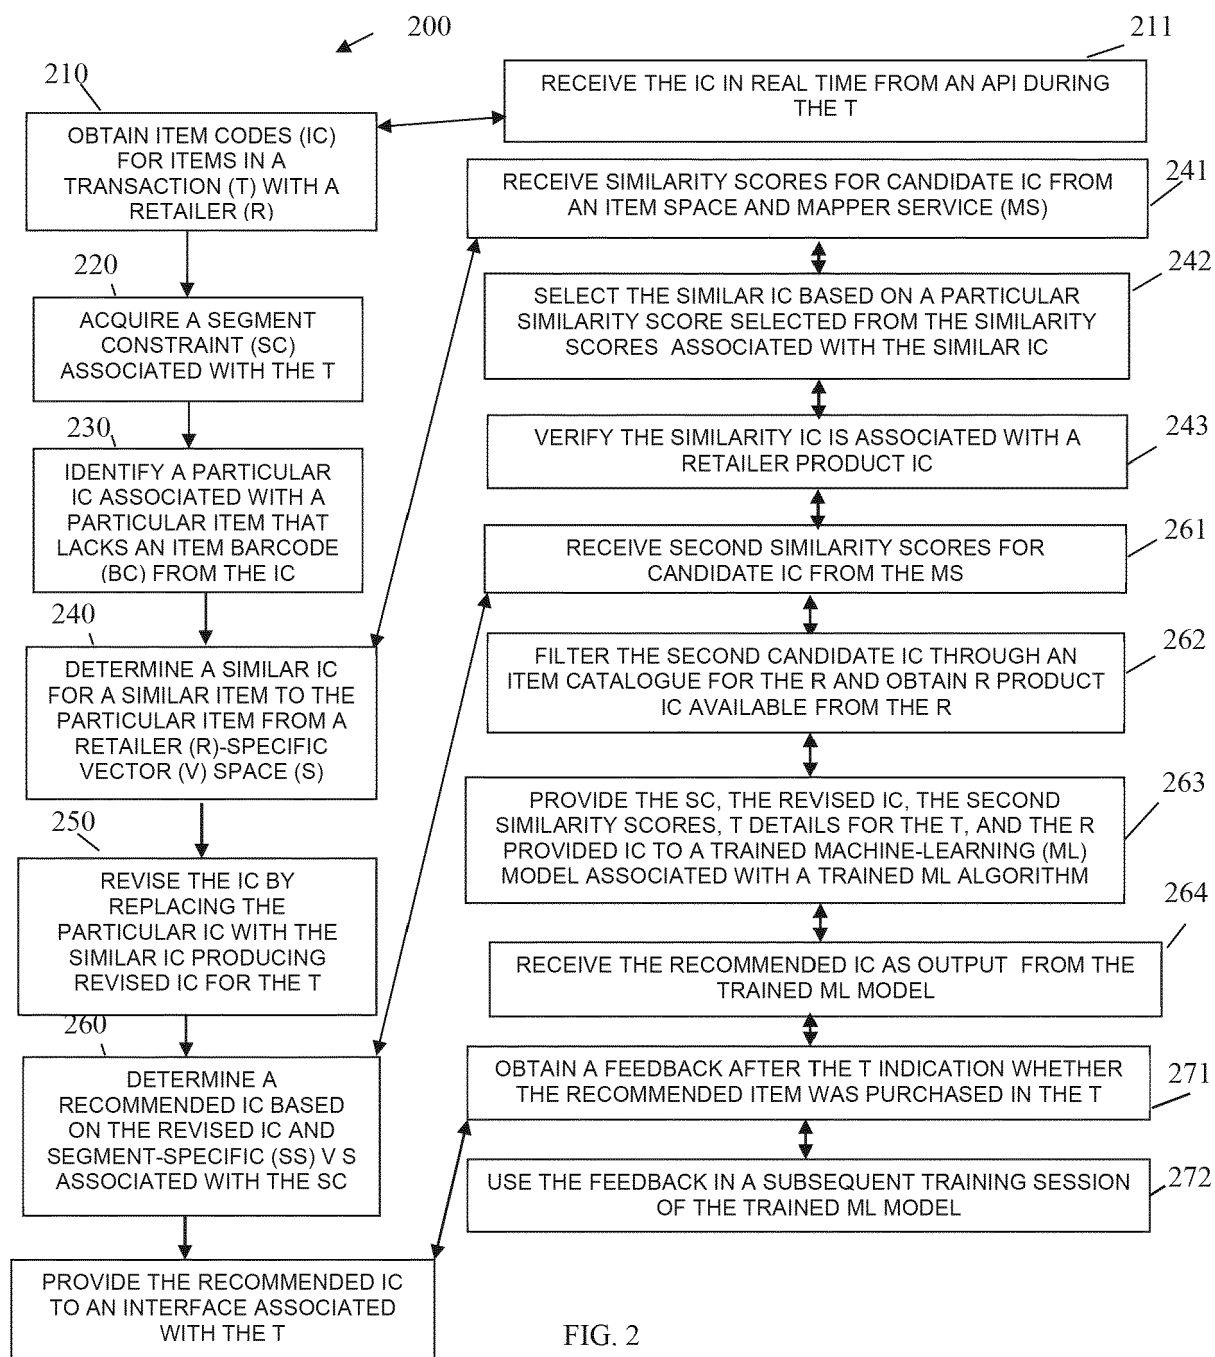 200
210
OBTAIN ITEM CODES (IC)
FOR ITEMS IN A
TRANSACTION (T) WITH A
RETAILER (R)
220
ACQUIRE A SEGMENT
CONSTRAINT (SC)
ASSOCIATED WITH THE T
230
IDENTIFY A PARTICULAR
IC ASSOCIATED WITH A
PARTICULAR ITEM THAT
LACKS AN ITEM BARCODE
(BC) FROM THE IC
240
DETERMINE A SIMILAR IC
FOR A SIMILAR ITEM TO THE
PARTICULAR ITEM FROM A
RETAILER (R)-SPECIFIC
VECTOR (V) SPACE (S)
250
REVISE THE IC BY
REPLACING THE
PARTICULAR IC WITH THE
SIMILAR IC PRODUCING
REVISED IC FOR THE T
260
DETERMINE A
RECOMMENDED IC BASED
ON THE REVISED IC AND
SEGMENT-SPECIFIC (SS) V S
ASSOCIATED WITH THE SC
PROVIDE THE RECOMMENDED IC
TO AN INTERFACE ASSOCIATED
WITH THE T
211
RECEIVE THE IC IN REAL TIME FROM AN API DURING
THE T
241
RECEIVE SIMILARITY SCORES FOR CANDIDATE IC FROM
AN ITEM SPACE AND MAPPER SERVICE (MS)
242
SELECT THE SIMILAR IC BASED ON A PARTICULAR
SIMILARITY SCORE SELECTED FROM THE SIMILARITY
SCORES ASSOCIATED WITH THE SIMILAR IC
243
VERIFY THE SIMILARITY IC IS ASSOCIATED WITH A
RETAILER PRODUCT IC
261
RECEIVE SECOND SIMILARITY SCORES FOR
CANDIDATE IC FROM THE MS
262
FILTER THE SECOND CANDIDATE IC THROUGH AN
ITEM CATALOGUE FOR THE R AND OBTAIN R PRODUCT
IC AVAILABLE FROM THE R
263
PROVIDE THE SC, THE REVISED IC, THE SECOND
SIMILARITY SCORES, T DETAILS FOR THE T, AND THE R
PROVIDED IC TO A TRAINED MACHINE-LEARNING (ML)
MODEL ASSOCIATED WITH A TRAINED ML ALGORITHM
264
RECEIVE THE RECOMMENDED IC AS OUTPUT FROM THE
TRAINED ML MODEL
271
OBTAIN A FEEDBACK AFTER THE T INDICATION WHETHER
THE RECOMMENDED ITEM WAS PURCHASED IN THE T
272
USE THE FEEDBACK IN A SUBSEQUENT TRAINING SESSION
OF THE TRAINED ML MODEL
FIG. 2